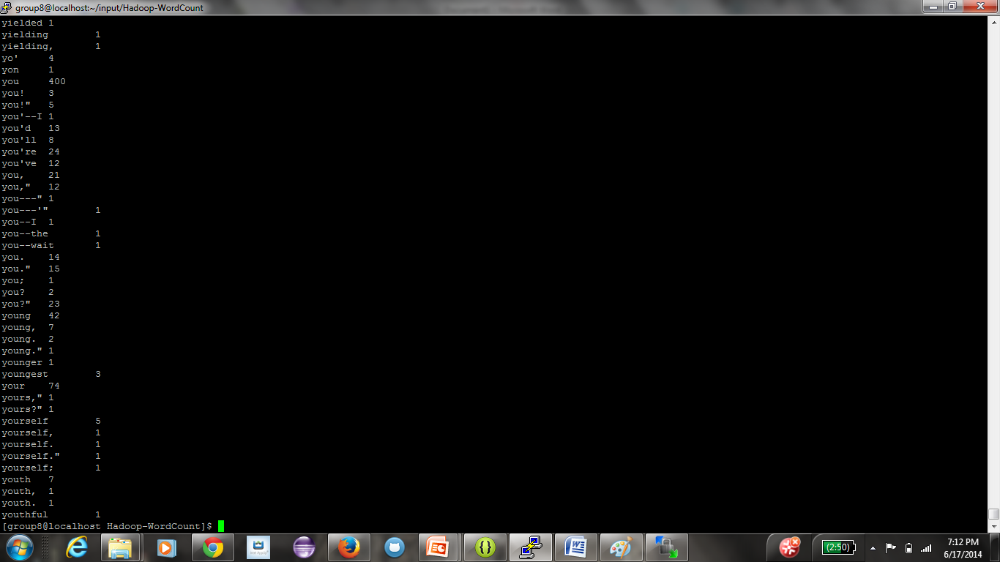 group8@localhost:~/input/Hadoop-WordCount
yielded 1
yielding 1
yielding, 1
yo' 4
yon 1
you 400
you! 3
you!" 5
you'--I 1
you'd 13
you'll 8
you're 24
you've 12
you, 21
you," 12
you---" 1
you---'" 1
you--I 1
you--the 1
you--wait 1
you. 14
you." 15
you; 1
you? 2
you?" 23
young 42
young, 7
young. 2
young." 1
younger 1
youngest 3
your 74
yours," 1
yours?" 1
yourself 5
yourself, 1
yourself. 1
yourself." 1
yourself; 1
youth 7
youth, 1
youth. 1
youthful 1
[group8@localhost Hadoop-WordCount]$
(2:50)
7:12 PM
6/17/2014